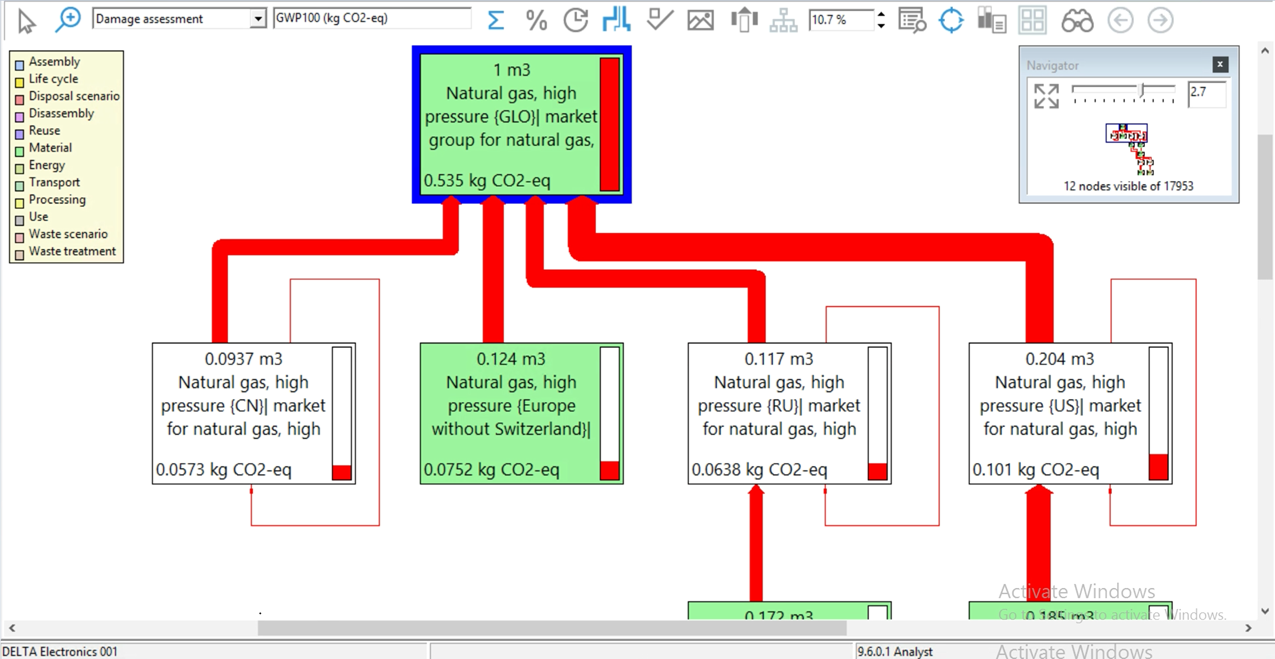 Damage assessment
GWP100 (kg CO2-eq)
Σ
%
10.7 %
Assembly
Life cycle
Disposal scenario
Disassembly
Reuse
Material
Energy
Transport
Processing
Use
Waste scenario
Waste treatment
1 m3
Natural gas, high
pressure {GLO}| market
group for natural gas,
0.535 kg CO2-eq
Navigator
x
2.7
12 nodes visible of 17953
0.0937 m3
Natural gas, high
pressure {CN}| market
for natural gas, high
0.0573 kg CO2-eq
0.124 m3
Natural gas, high
pressure {Europe
without Switzerland}|
0.0752 kg CO2-eq
0.117 m3
Natural gas, high
pressure {RU}| market
for natural gas, high
0.0638 kg CO2-eq
0.204 m3
Natural gas, high
pressure {US}| market
for natural gas, high
0.101 kg CO2-eq
0.172 m3
0.185 m3
Activate Windows
Go to Settings to activate Windows.
DELTA Electronics 001
9.6.0.1 Analyst
Activate Windows